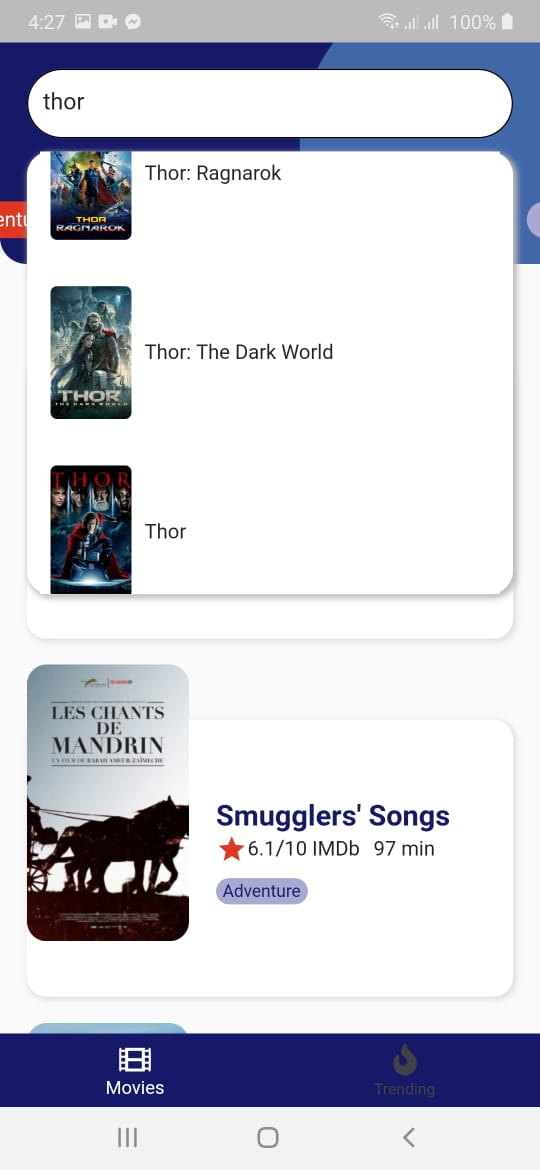 4:27
100%
thor
entu
Thor: Ragnarok
THOR
RAGNAROK
Thor: The Dark World
THOR
THE DARK WORLD
THOR
Thor
LES CHANTS
DE
MANDRIN
UN FILM DE RABAH AMEUR-ZAÏMECHE
Smugglers' Songs
6.1/10 IMDb 97 min
Adventure
Movies
Trending